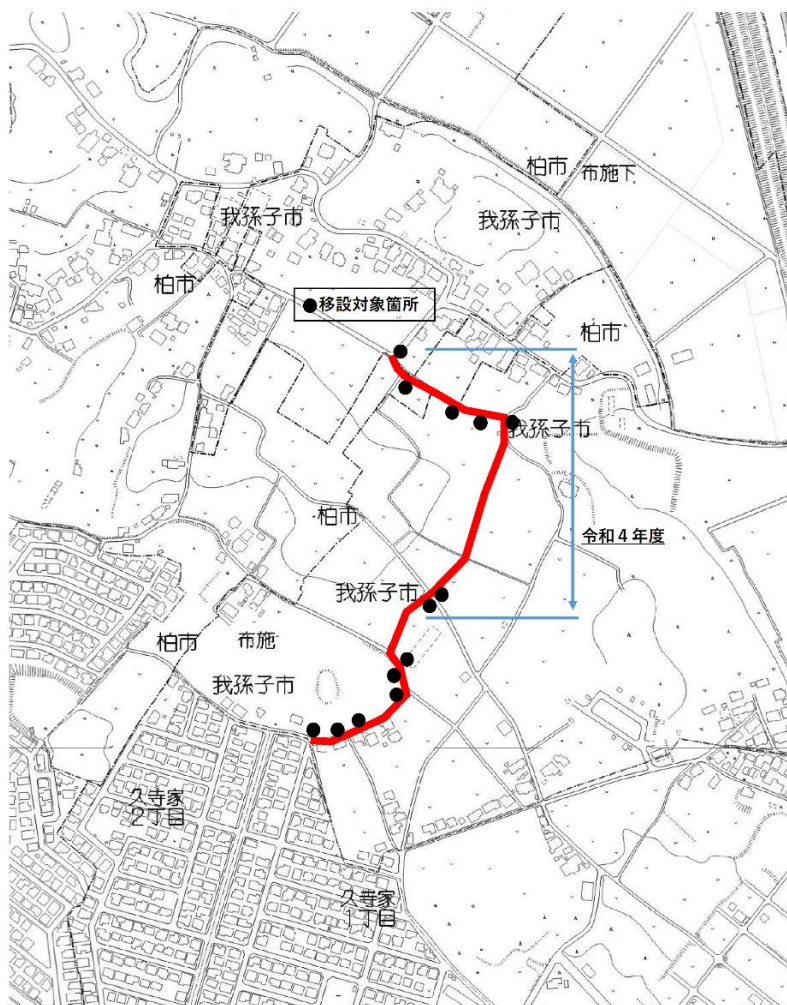 柏市
布施下
我孫子市
我孫子市
柏市
●移設対象箇所
柏市
我孫子市
柏市
令和4年度
我孫子市
柏市
布施
我孫子市
久寺家
2丁目
久寺家
1丁目